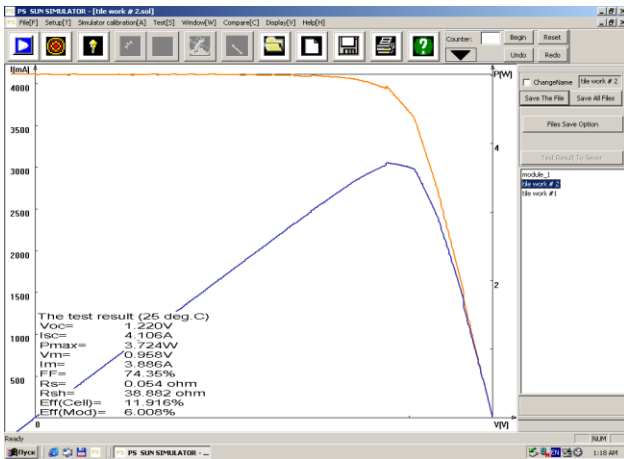 PS SUN SIMULATOR - [tile work # 2.sol]
File[F] Setup[T] Simulator calibration[A] Test[S] Window[W] Compare[C] Display[V] Help[H]
Counter: Begin Reset
Undo Redo
I[mA] P[W]
ChangeName tile work # 2
Save The File Save All Files
Files Save Option
Test Result To Sever
module_1
tile work # 2
tile work #1
4000
3500
3000
2500
2000
1500
1000
500
0
4
2
V[V]
The test result (25 deg.C)
Voc= 1.220V
Isc= 4.106A
Pmax= 3.724W
Vm= 0.958V
Im= 3.886A
FF= 74.35%
Rs= 0.054 ohm
Rsh= 38.882 ohm
Eff(Cell)= 11.916%
Eff(Mod)= 6.008%
Ready NUM
Пуск PS SUN SIMULATOR - ... EN 1:18 AM